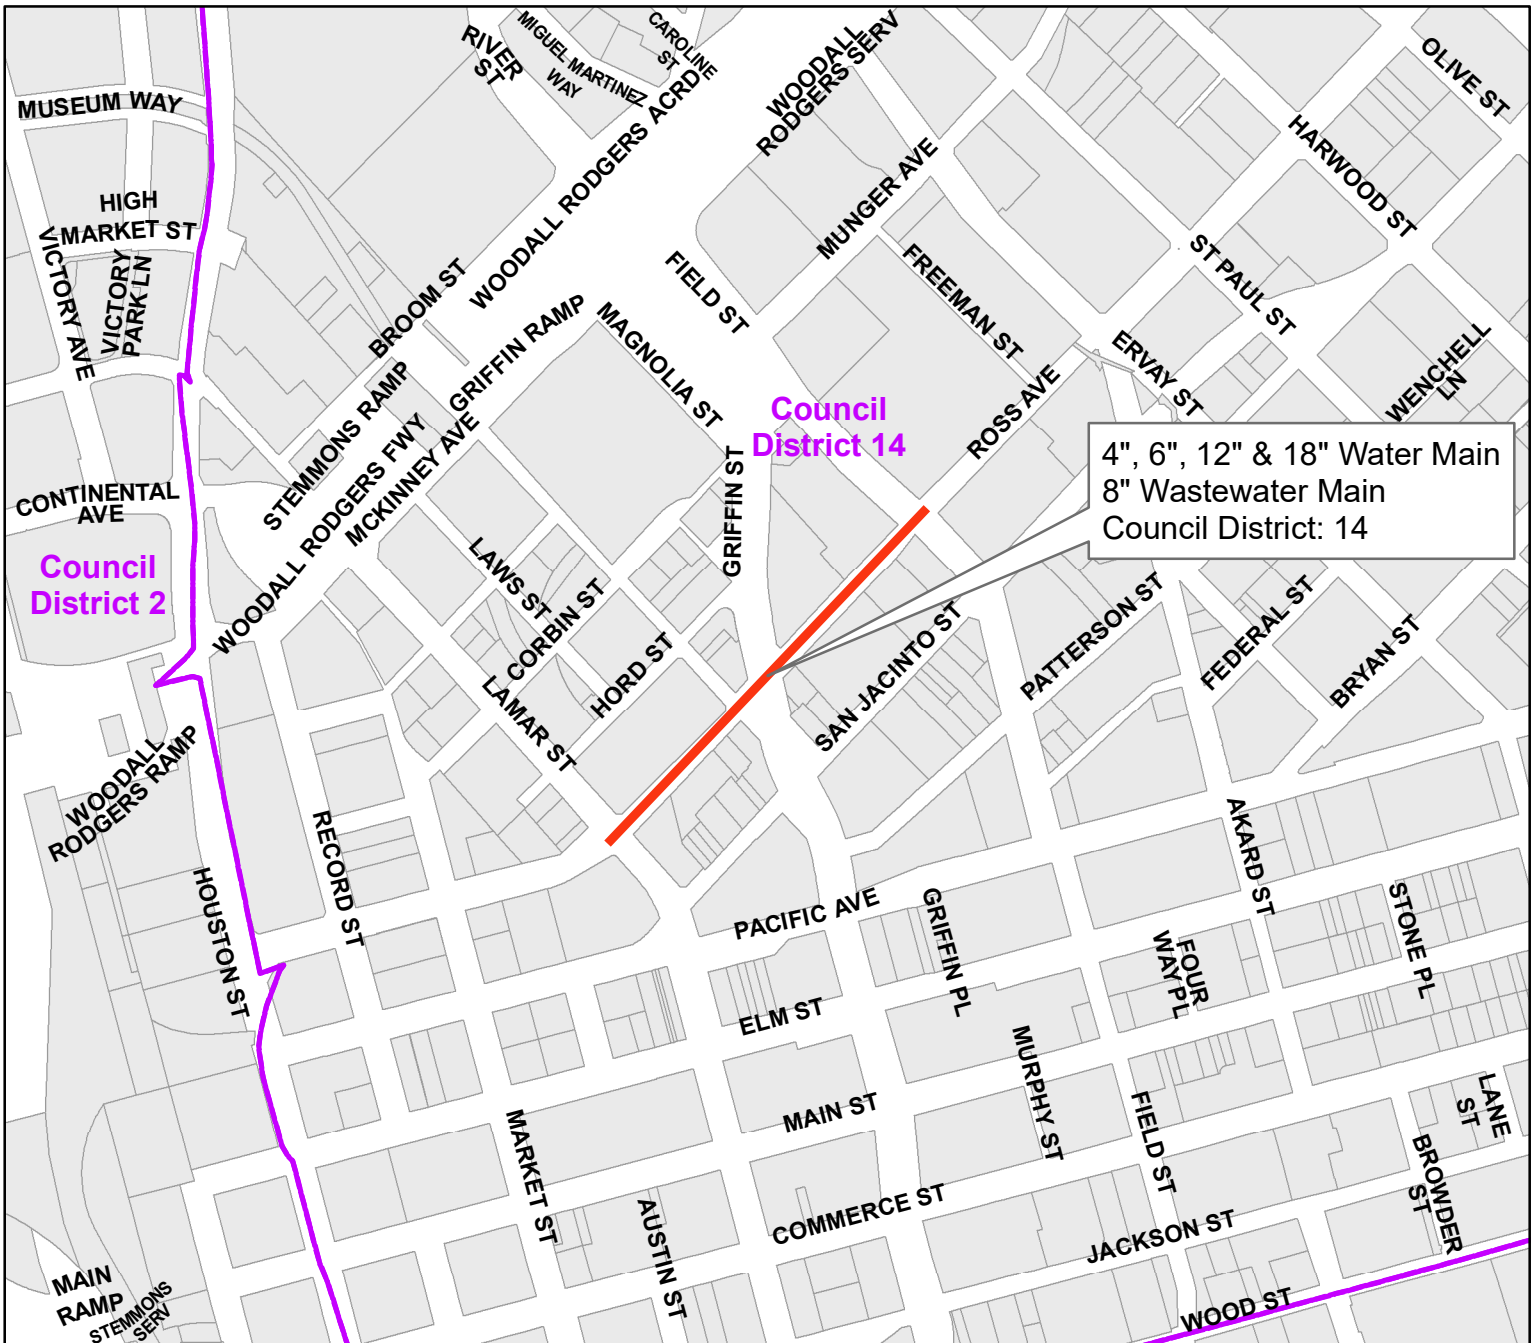 RIVER
ST
MIGUEL MARTINEZ
WAY
CAROLINE
ST
WOODALL
RODGERS SERV
OLIVE ST
MUSEUM WAY
WOODALL RODGERS ACRD
HARWOOD ST
MUNGER AVE
HIGH
MARKET ST
VICTORY AVE
VICTORY
PARK LN
BROOM ST
FIELD ST
FREEMAN ST
ST PAUL ST
GRIFFIN RAMP
MAGNOLIA ST
ERVAY ST
WENCHELL
LN
STEMMONS RAMP
WOODALL RODGERS FWY
MCKINNEY AVE
Council
District 14
ROSS AVE
4", 6", 12" & 18" Water Main
8" Wastewater Main
Council District: 14
CONTINENTAL
AVE
GRIFFIN ST
Council
District 2
LAWS ST
CORBIN ST
HORD ST
LAMAR ST
SAN JACINTO ST
PATTERSON ST
FEDERAL ST
BRYAN ST
WOODALL
RODGERS RAMP
RECORD ST
HOUSTON ST
AKARD ST
PACIFIC AVE
GRIFFIN PL
FOUR
WAY PL
STONE PL
ELM ST
MURPHY ST
MAIN ST
FIELD ST
LANE
ST
MARKET ST
BROWDER
ST
AUSTIN ST
COMMERCE ST
JACKSON ST
MAIN
RAMP
STEMMONS
SERV
WOOD ST